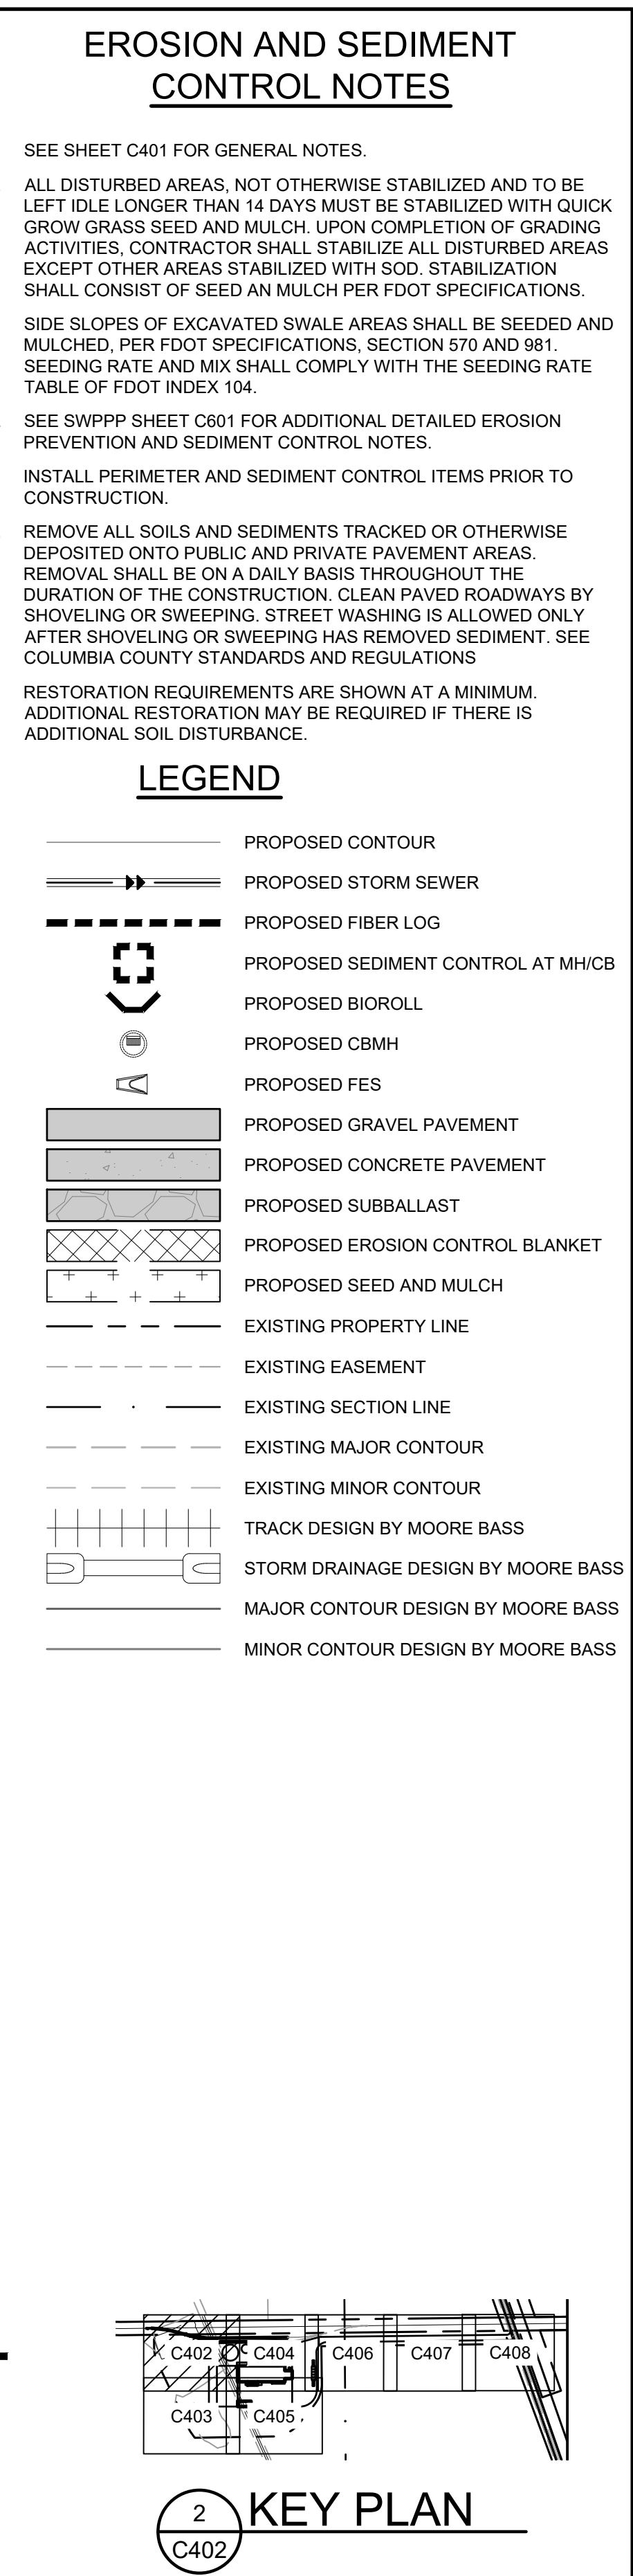 EROSION AND SEDIMENT
CONTROL NOTES
SEE SHEET C401 FOR GENERAL NOTES.
ALL DISTURBED AREAS, NOT OTHERWISE STABILIZED AND TO BE
LEFT IDLE LONGER THAN 14 DAYS MUST BE STABILIZED WITH QUICK
GROW GRASS SEED AND MULCH. UPON COMPLETION OF GRADING
ACTIVITIES, CONTRACTOR SHALL STABILIZE ALL DISTURBED AREAS
EXCEPT OTHER AREAS STABILIZED WITH SOD. STABILIZATION
SHALL CONSIST OF SEED AN MULCH PER FDOT SPECIFICATIONS.
SIDE SLOPES OF EXCAVATED SWALE AREAS SHALL BE SEEDED AND
MULCHED, PER FDOT SPECIFICATIONS, SECTION 570 AND 981.
SEEDING RATE AND MIX SHALL COMPLY WITH THE SEEDING RATE
TABLE OF FDOT INDEX 104.
SEE SWPPP SHEET C601 FOR ADDITIONAL DETAILED EROSION
PREVENTION AND SEDIMENT CONTROL NOTES.
INSTALL PERIMETER AND SEDIMENT CONTROL ITEMS PRIOR TO
CONSTRUCTION.
REMOVE ALL SOILS AND SEDIMENTS TRACKED OR OTHERWISE
DEPOSITED ONTO PUBLIC AND PRIVATE PAVEMENT AREAS.
REMOVAL SHALL BE ON A DAILY BASIS THROUGHOUT THE
DURATION OF THE CONSTRUCTION. CLEAN PAVED ROADWAYS BY
SHOVELING OR SWEEPING. STREET WASHING IS ALLOWED ONLY
AFTER SHOVELING OR SWEEPING HAS REMOVED SEDIMENT. SEE
COLUMBIA COUNTY STANDARDS AND REGULATIONS
RESTORATION REQUIREMENTS ARE SHOWN AT A MINIMUM.
ADDITIONAL RESTORATION MAY BE REQUIRED IF THERE IS
ADDITIONAL SOIL DISTURBANCE.
LEGEND
PROPOSED CONTOUR
PROPOSED STORM SEWER
PROPOSED FIBER LOG
PROPOSED SEDIMENT CONTROL AT MH/CB
PROPOSED BIOROLL
PROPOSED CBMH
PROPOSED FES
PROPOSED GRAVEL PAVEMENT
PROPOSED CONCRETE PAVEMENT
PROPOSED SUBBALLAST
PROPOSED EROSION CONTROL BLANKET
PROPOSED SEED AND MULCH
EXISTING PROPERTY LINE
EXISTING EASEMENT
EXISTING SECTION LINE
EXISTING MAJOR CONTOUR
EXISTING MINOR CONTOUR
TRACK DESIGN BY MOORE BASS
STORM DRAINAGE DESIGN BY MOORE BASS
MAJOR CONTOUR DESIGN BY MOORE BASS
MINOR CONTOUR DESIGN BY MOORE BASS
C402 C404 C406 C407 C408
C403 C405
2 KEY PLAN
C402